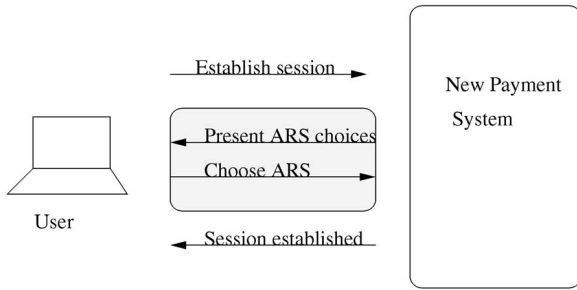 Establish session
New Payment
System
Present ARS choices
Choose ARS
User
Session established